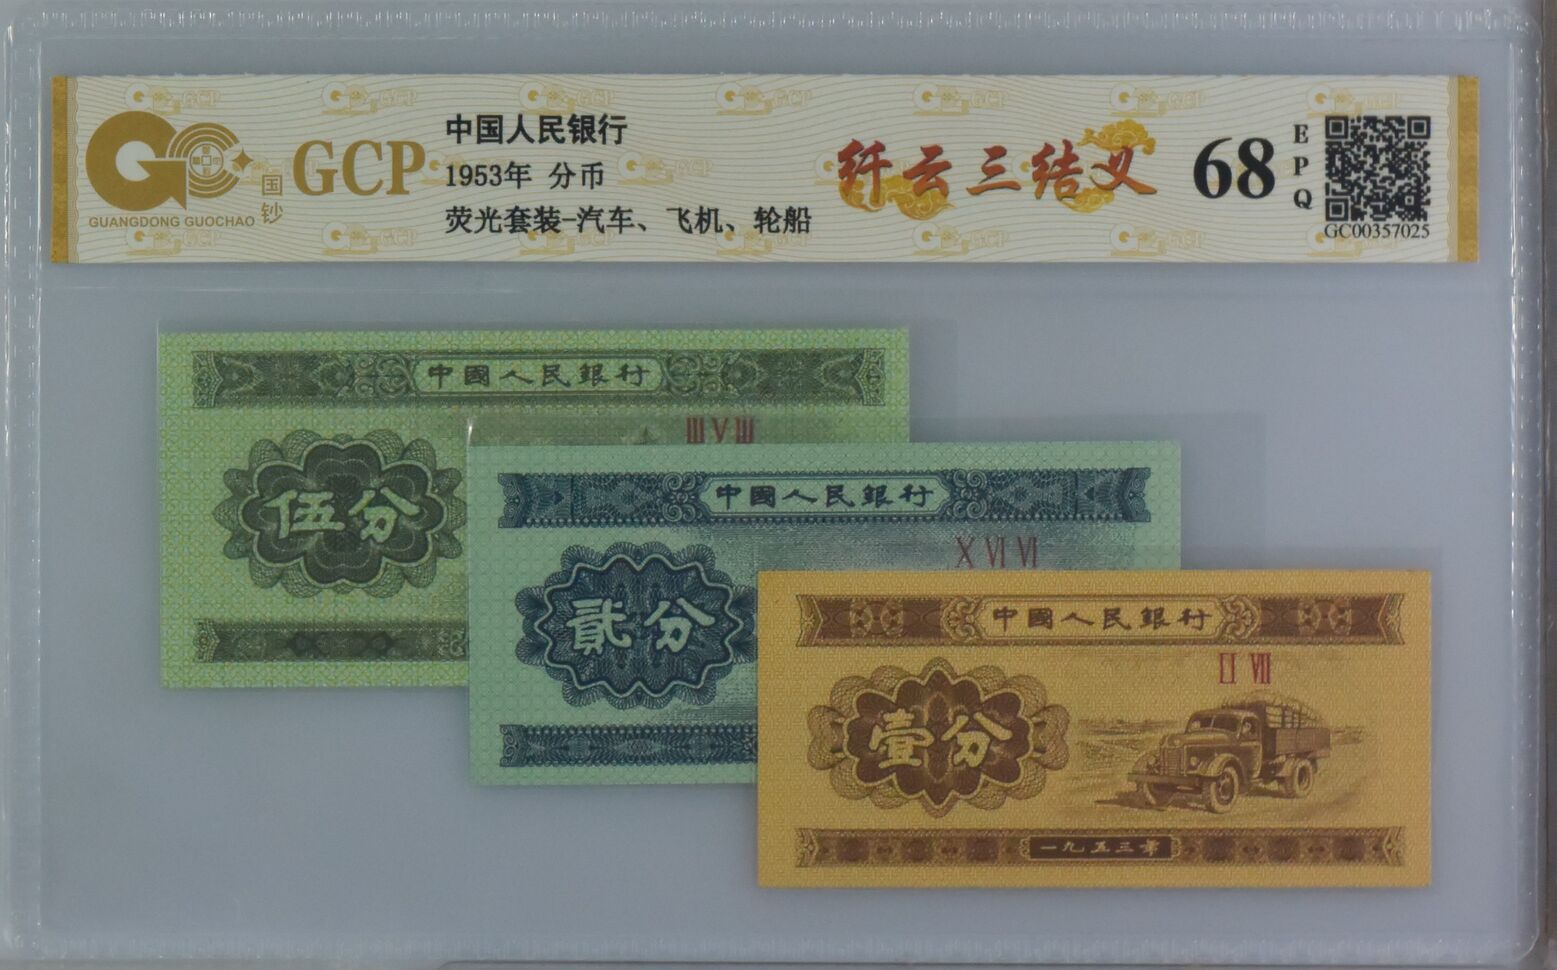 GCP
国钞
GUANGDONG GUOCHAO
中国人民银行
1953年 分币
荧光套装-汽车、飞机、轮船
纤云三结义
68
EPQ
GC00357025
中國人民銀行
ⅢⅤⅢ
伍分
中國人民銀行
Ⅹ Ⅵ Ⅵ
貳分
中國人民銀行
Ⅶ
壹分
一九五三年